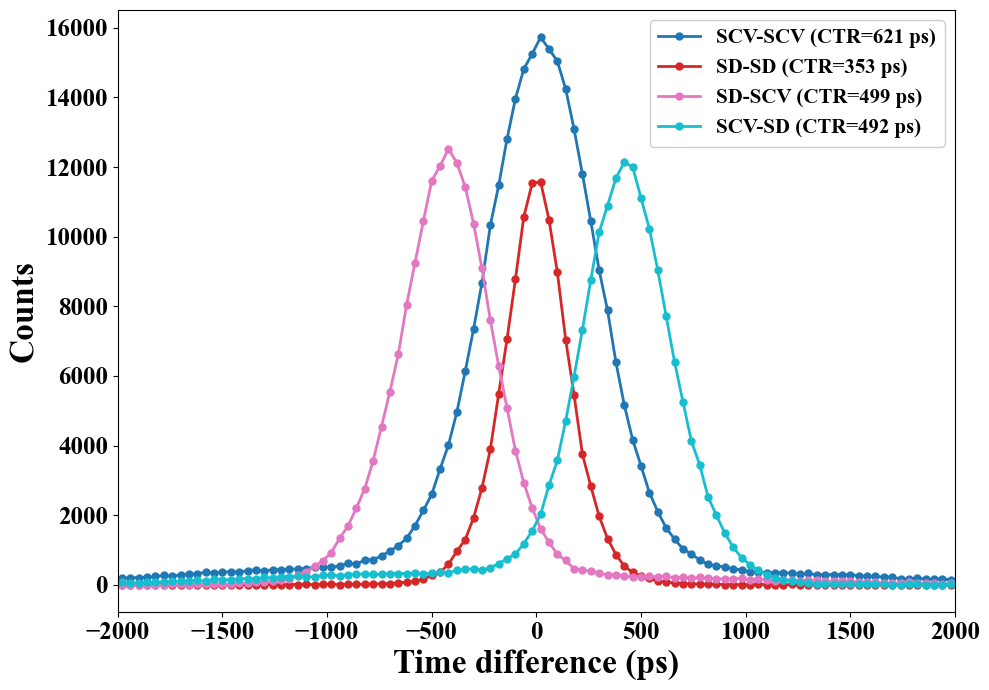 16000
14000
12000
10000
8000
6000
4000
2000
0
Counts
SCV-SCV (CTR=621 ps)
SD-SD (CTR=353 ps)
SD-SCV (CTR=499 ps)
SCV-SD (CTR=492 ps)
−2000 −1500 −1000 −500 0 500 1000 1500 2000
Time difference (ps)